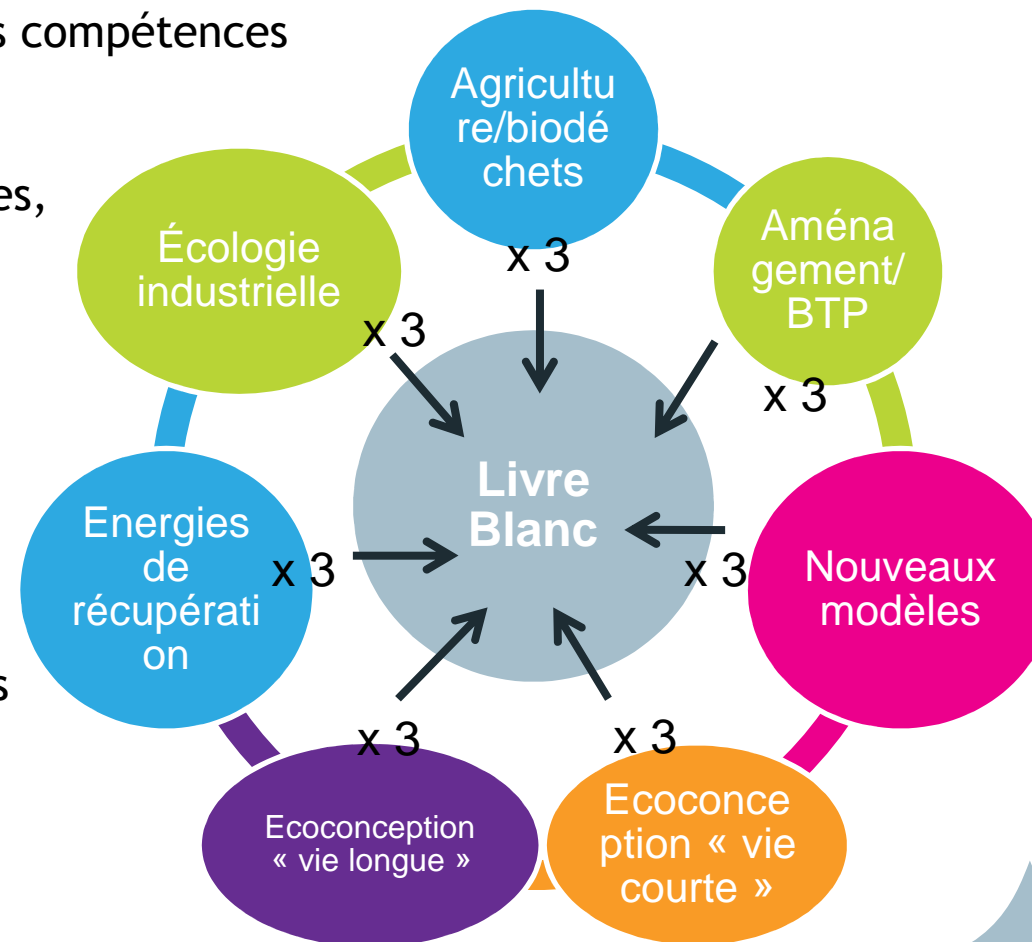 s compétences
es,
s
Agricultu
re/biodé
chets
x 3
Aména
gement/
BTP
x 3
Nouveaux
modèles
x 3
Ecoconce
ption « vie
courte »
x 3
Ecoconception
« vie longue »
x 3
Energies
de
récupérati
on
x 3
Écologie
industrielle
x 3
Livre
Blanc